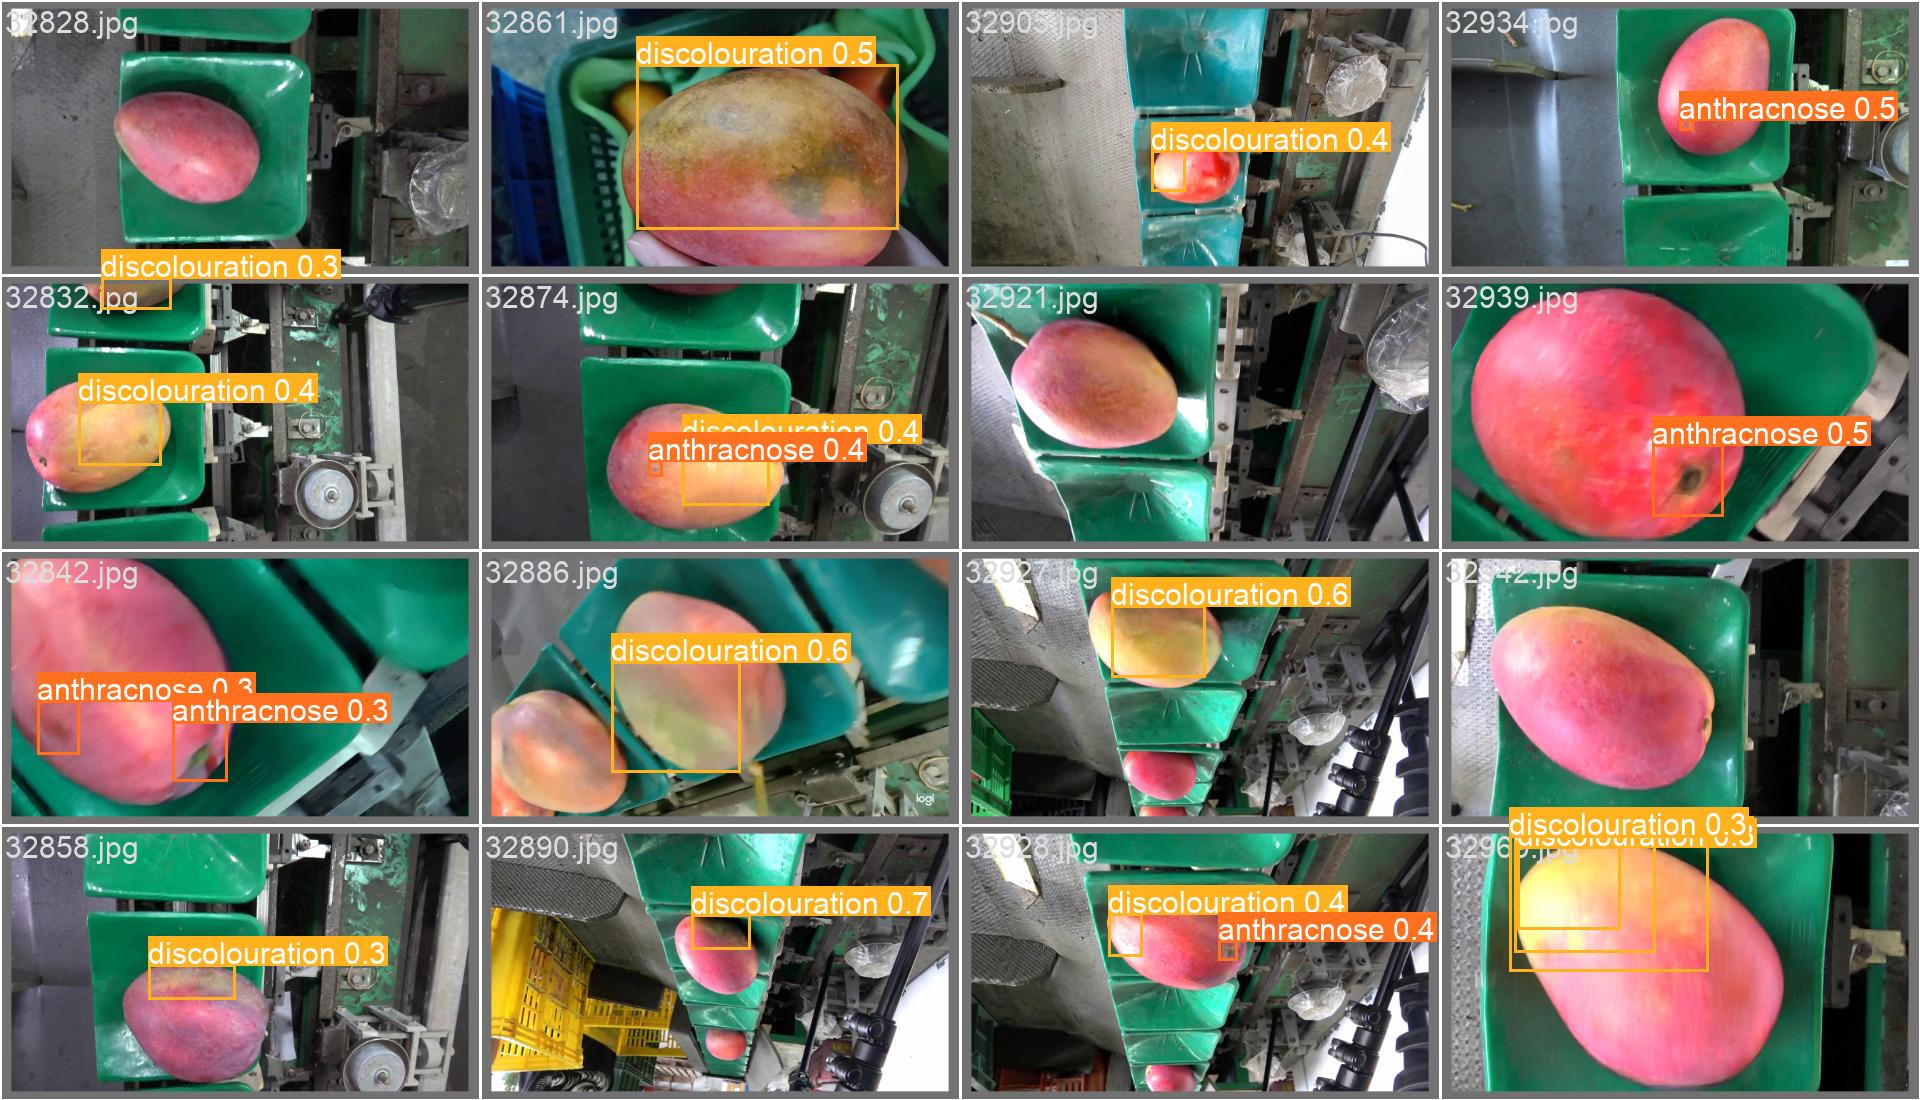 32828.jpg
32861.jpg
discolouration 0.5
discolouration 0.4
32934.jpg
anthracnose 0.5
32832.jpg
discolouration 0.3
discolouration 0.4
32874.jpg
discolouration 0.4
anthracnose 0.4
32921.jpg
32939.jpg
anthracnose 0.5
32842.jpg
anthracnose 0.3
anthracnose 0.3
32886.jpg
discolouration 0.6
logi
32927.jpg
discolouration 0.6
32942.jpg
32858.jpg
discolouration 0.3
32890.jpg
discolouration 0.7
32928.jpg
discolouration 0.4
anthracnose 0.4
discolouration 0.3